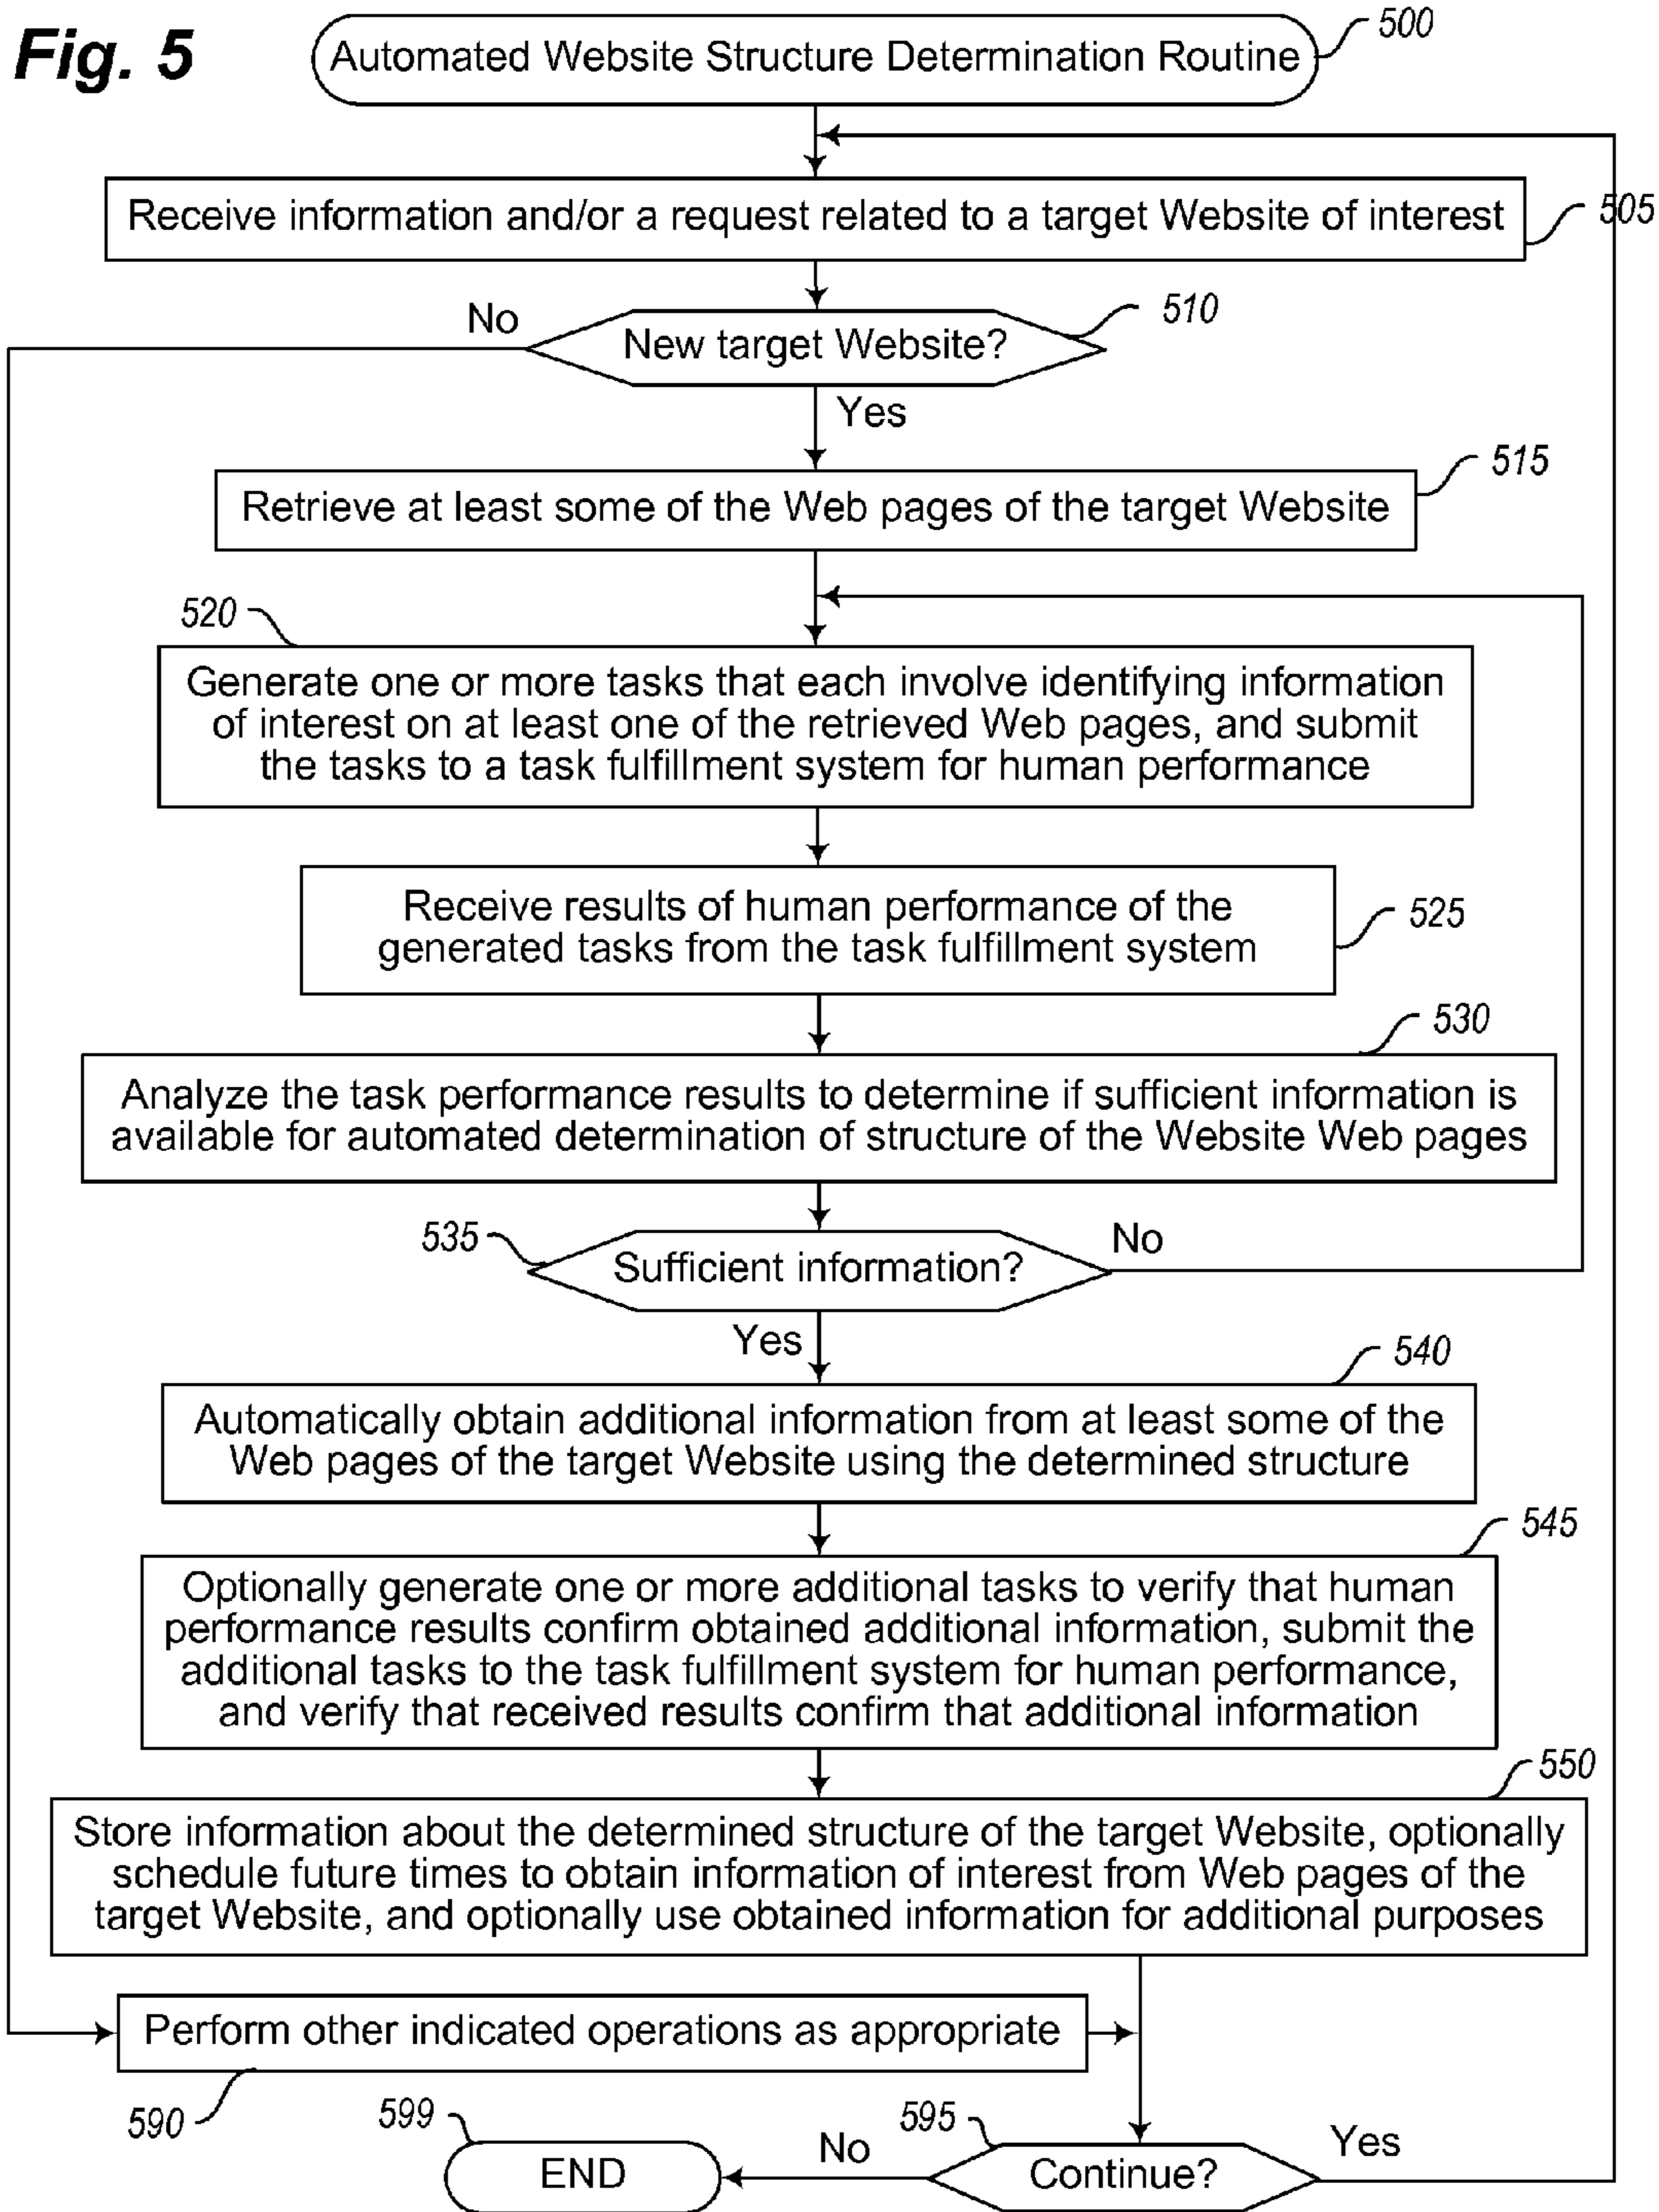 Fig. 5
Automated Website Structure Determination Routine
500
Receive information and/or a request related to a target Website of interest
505
No
New target Website?
510
Yes
Retrieve at least some of the Web pages of the target Website
515
520
Generate one or more tasks that each involve identifying information
of interest on at least one of the retrieved Web pages, and submit
the tasks to a task fulfillment system for human performance
Receive results of human performance of the
generated tasks from the task fulfillment system
525
530
Analyze the task performance results to determine if sufficient information is
available for automated determination of structure of the Website Web pages
535
Sufficient information?
No
Yes
540
Automatically obtain additional information from at least some of the
Web pages of the target Website using the determined structure
545
Optionally generate one or more additional tasks to verify that human
performance results confirm obtained additional information, submit the
additional tasks to the task fulfillment system for human performance,
and verify that received results confirm that additional information
550
Store information about the determined structure of the target Website, optionally
schedule future times to obtain information of interest from Web pages of the
target Website, and optionally use obtained information for additional purposes
Perform other indicated operations as appropriate
590
599
END
No
595
Continue?
Yes